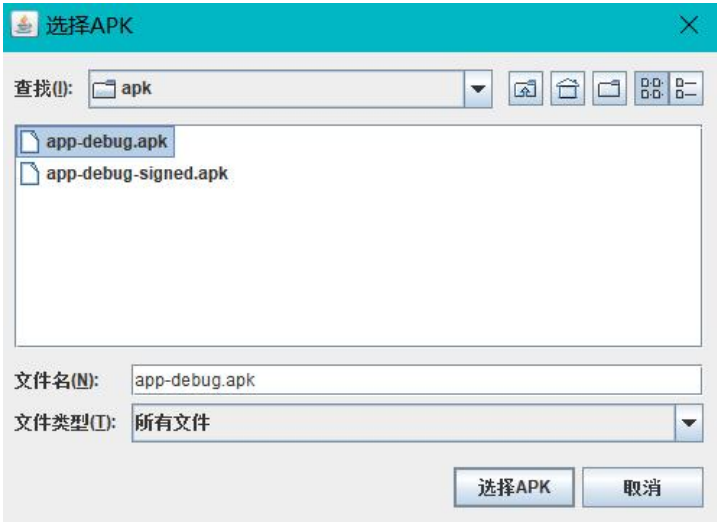 选择APK
查找(I): apk
app-debug.apk
app-debug-signed.apk
文件名(N): app-debug.apk
文件类型(T): 所有文件
选择APK 取消